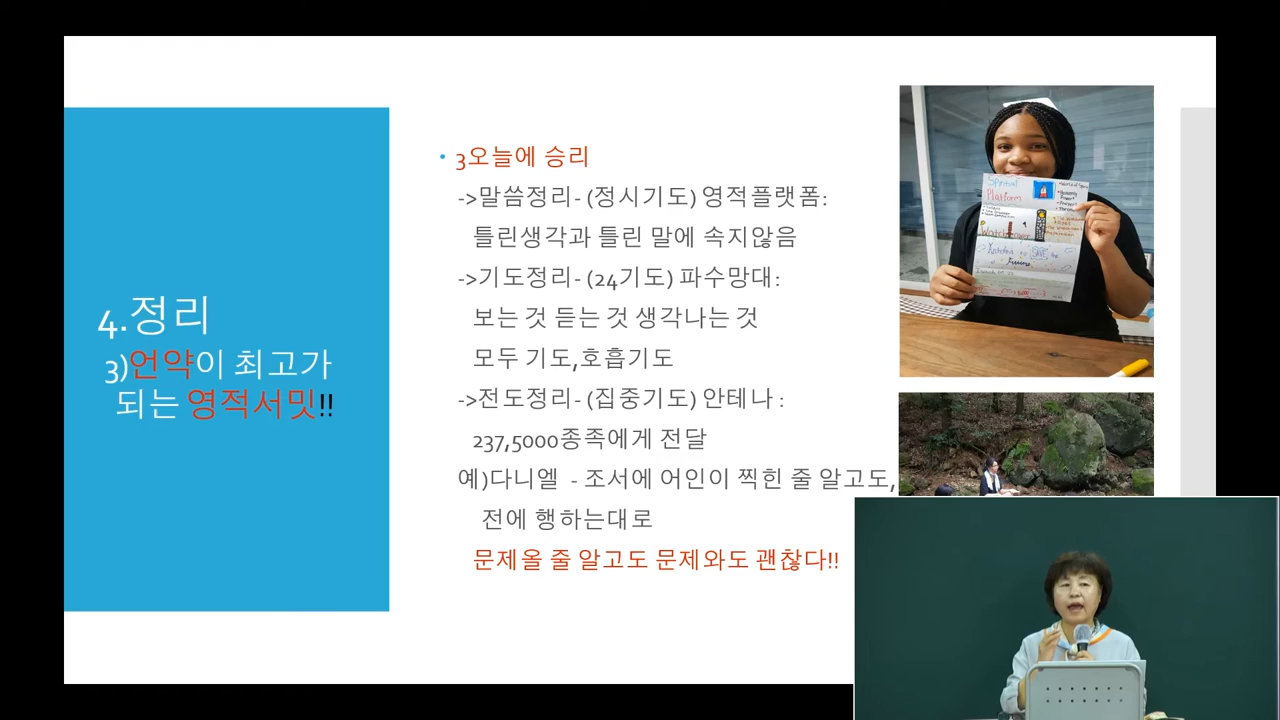 4.정리
3)언약이 최고가
되는 영적서밋!!
• 3오늘에 승리
->말씀정리- (정시기도) 영적플랫폼:
틀린생각과 틀린 말에 속지않음
->기도정리- (24기도) 파수망대:
보는 것 듣는 것 생각나는 것
모두 기도,호흡기도
->전도정리- (집중기도) 안테나 :
237,5000종족에게 전달
예)다니엘 - 조서에 어인이 찍힌 줄 알고도,
전에 행하는대로
문제올 줄 알고도 문제와도 괜찮다!!
Spiritual
Platform
Watchtower
Antenna to SAVE the